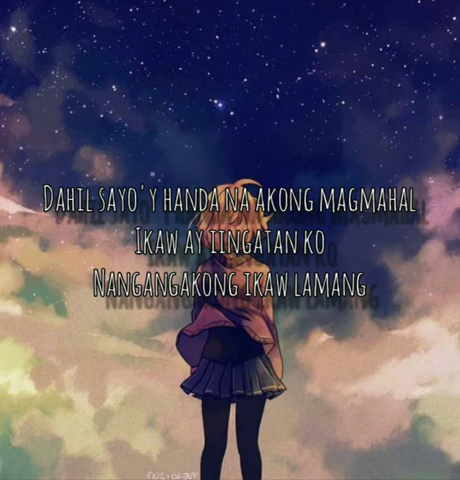 Dahil sayo'y handa na akong magmahal
Ikaw ay iingatan ko
Nangangakong ikaw lamang